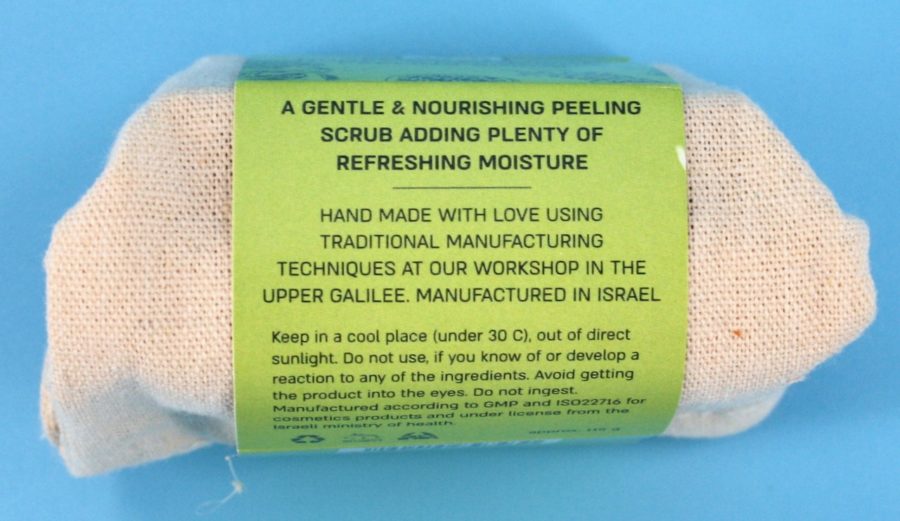 A GENTLE & NOURISHING PEELING
SCRUB ADDING PLENTY OF
REFRESHING MOISTURE
HAND MADE WITH LOVE USING
TRADITIONAL MANUFACTURING
TECHNIQUES AT OUR WORKSHOP IN THE
UPPER GALILEE. MANUFACTURED IN ISRAEL
Keep in a cool place (under 30 C), out of direct
sunlight. Do not use, if you know of or develop a
reaction to any of the ingredients. Avoid getting
the product into the eyes. Do not ingest.
Manufactured according to GMP and ISO22716 for
cosmetics products and under license from the
Israeli ministry of health.
approx.